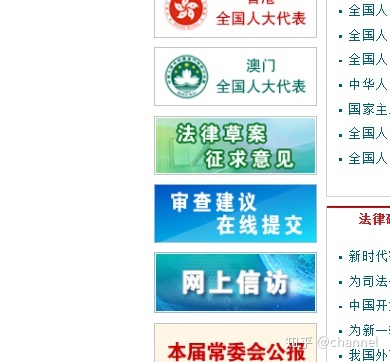 香港
全国人大代表
澳门
全国人大代表
法律草案
征求意见
审查建议
在线提交
网上信访
本届常委会公报
全国人
全国人
全国人
中华人
国家主
全国人
全国人
法律
新时代
为司法
中国开
为新一
我国外
知乎 @channel